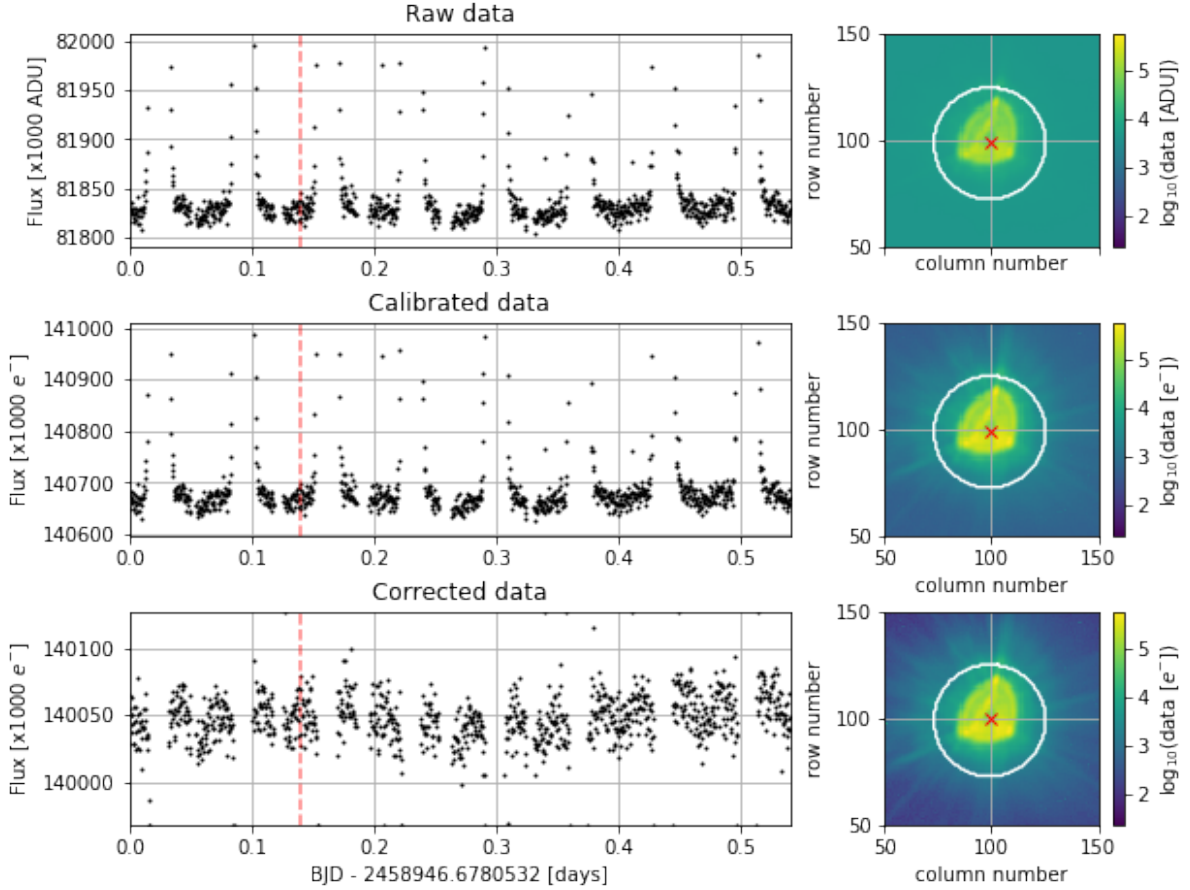 Raw data
82000
81950
81900
81850
81800
Flux [x1000 ADU]
0.0 0.1 0.2 0.3 0.4 0.5
150
100
50
row number
column number
5
4
3
2
log₁₀(data [ADU])
Calibrated data
141000
140900
140800
140700
140600
Flux [x1000 e⁻]
0.0 0.1 0.2 0.3 0.4 0.5
150
100
50
row number
50 100 150
column number
5
4
3
2
log₁₀(data [e⁻])
Corrected data
140100
140050
140000
Flux [x1000 e⁻]
0.0 0.1 0.2 0.3 0.4 0.5
BJD - 2458946.6780532 [days]
150
100
50
row number
50 100 150
column number
5
4
3
2
log₁₀(data [e⁻])